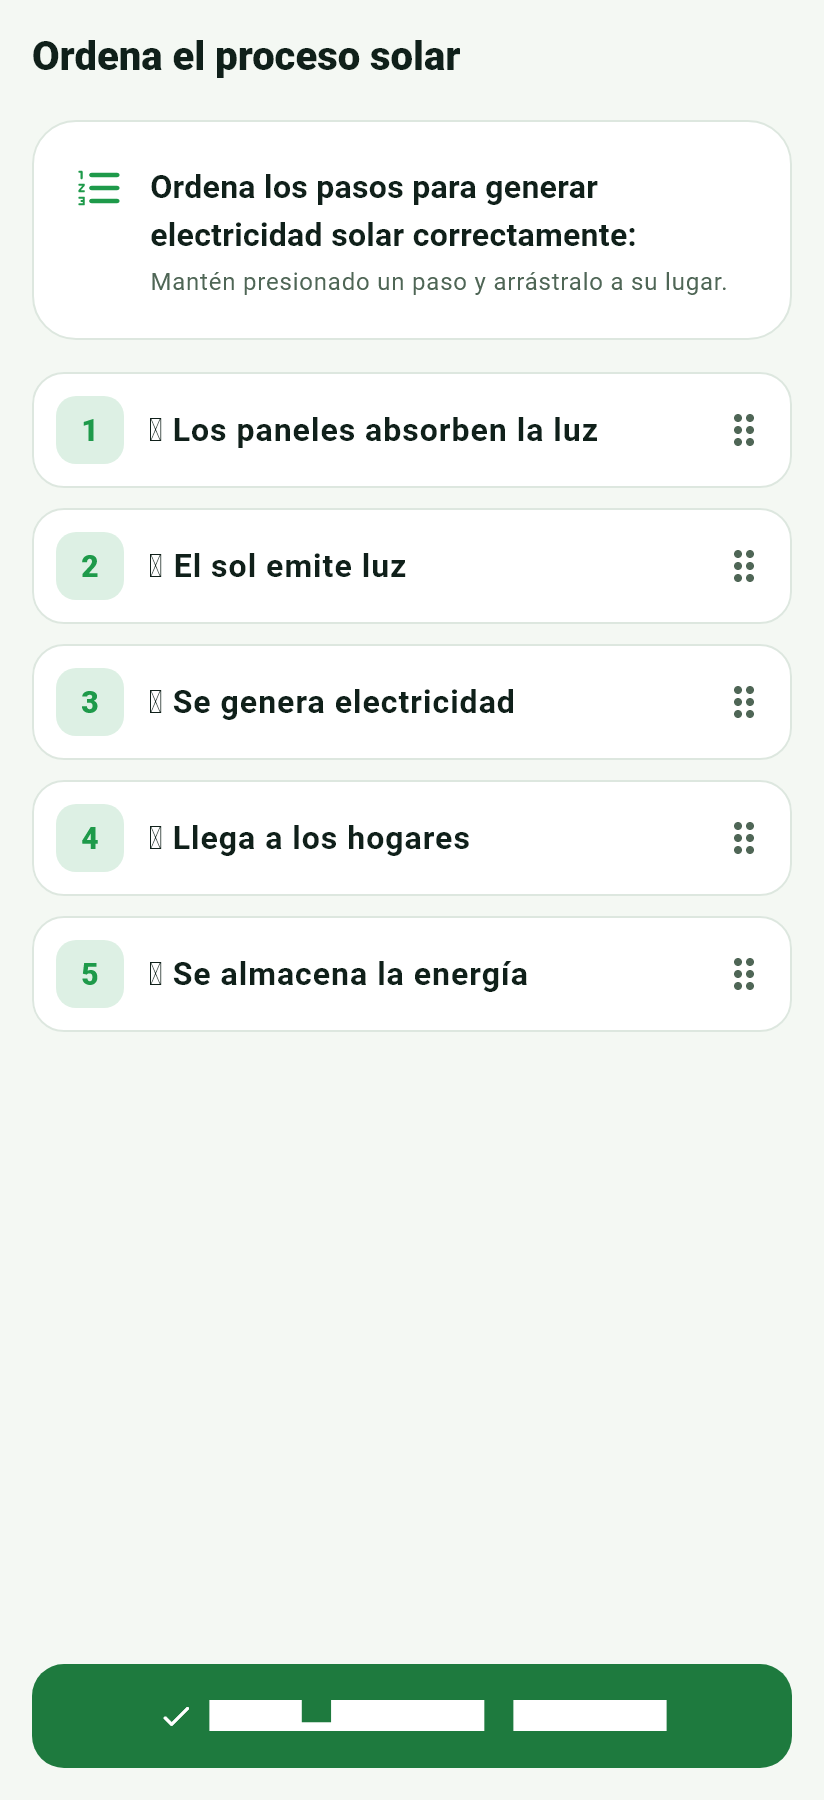 Ordena el proceso solar
Ordena los pasos para generar
electricidad solar correctamente:
Mantén presionado un paso y arrástralo a su lugar.
1 Los paneles absorben la luz
2 El sol emite luz
3 Se genera electricidad
4 Llega a los hogares
5 Se almacena la energía